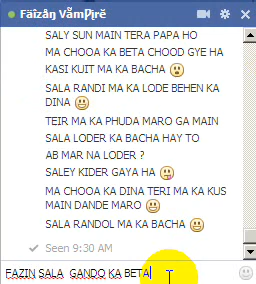 Fäïzåņ Vẫmƿįrẽ
SALY SUN MAIN TERA PAPA HO
MA CHOOA KA BETA CHOOD GYE HA
KASI KUIT MA KA BACHA
SALA RANDI MA KA LODE BEHEN KA
DINA
TEIR MA KA PHUDA MARO GA MAIN
SALA LODER KA BACHA HAY TO
AB MAR NA LODER ?
SALEY KIDER GAYA HA
MA CHOOA KA DINA TERI MA KA KUS
MAIN DANDE MARO
SALA RANDOL MA KA BACHA
Seen 9:30 AM
FAZIN SALA  GANDO KA BETA